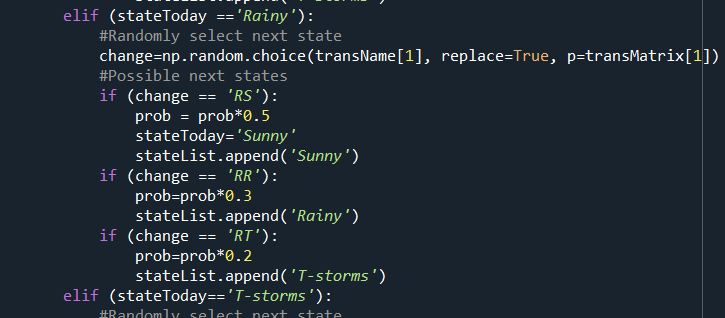 elif (stateToday =='Rainy'):
#Randomly select next state
change=np.random.choice(transName[1], replace=True, p=transMatrix[1])
#Possible next states
if (change == 'RS'):
prob = prob*0.5
stateToday='Sunny'
stateList.append('Sunny')
if (change == 'RR'):
prob=prob*0.3
stateList.append('Rainy')
if (change == 'RT'):
prob=prob*0.2
stateList.append('T-storms')
elif (stateToday=='T-storms'):
#Randomly select next state